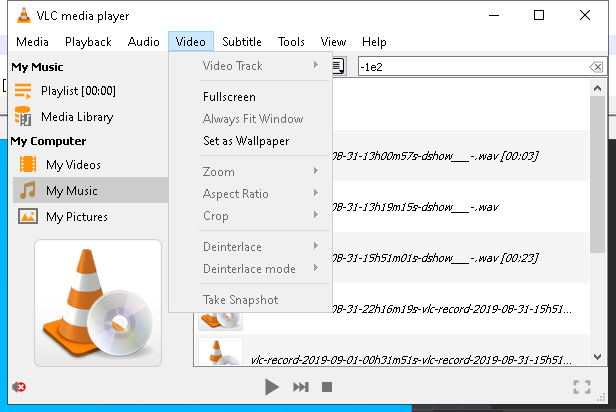 VLC media player
Media Playback Audio Video Subtitle Tools View Help
My Music
Playlist [00:00]
Media Library
My Computer
My Videos
My Music
My Pictures
Video Track
Fullscreen
Always Fit Window
Set as Wallpaper
Zoom
Aspect Ratio
Crop
Deinterlace
Deinterlace mode
Take Snapshot
-1e2
08-31-13h00m57s-dshow___-.wav [00:03]
08-31-13h19m15s-dshow___-.wav
08-31-15h51m01s-dshow___-.wav [00:23]
08-31-22h16m19s-vlc-record-2019-08-31-15h51...
vlc-record-2019-09-01-00h31m51s-vlc-record-2019-08-31-15h51...